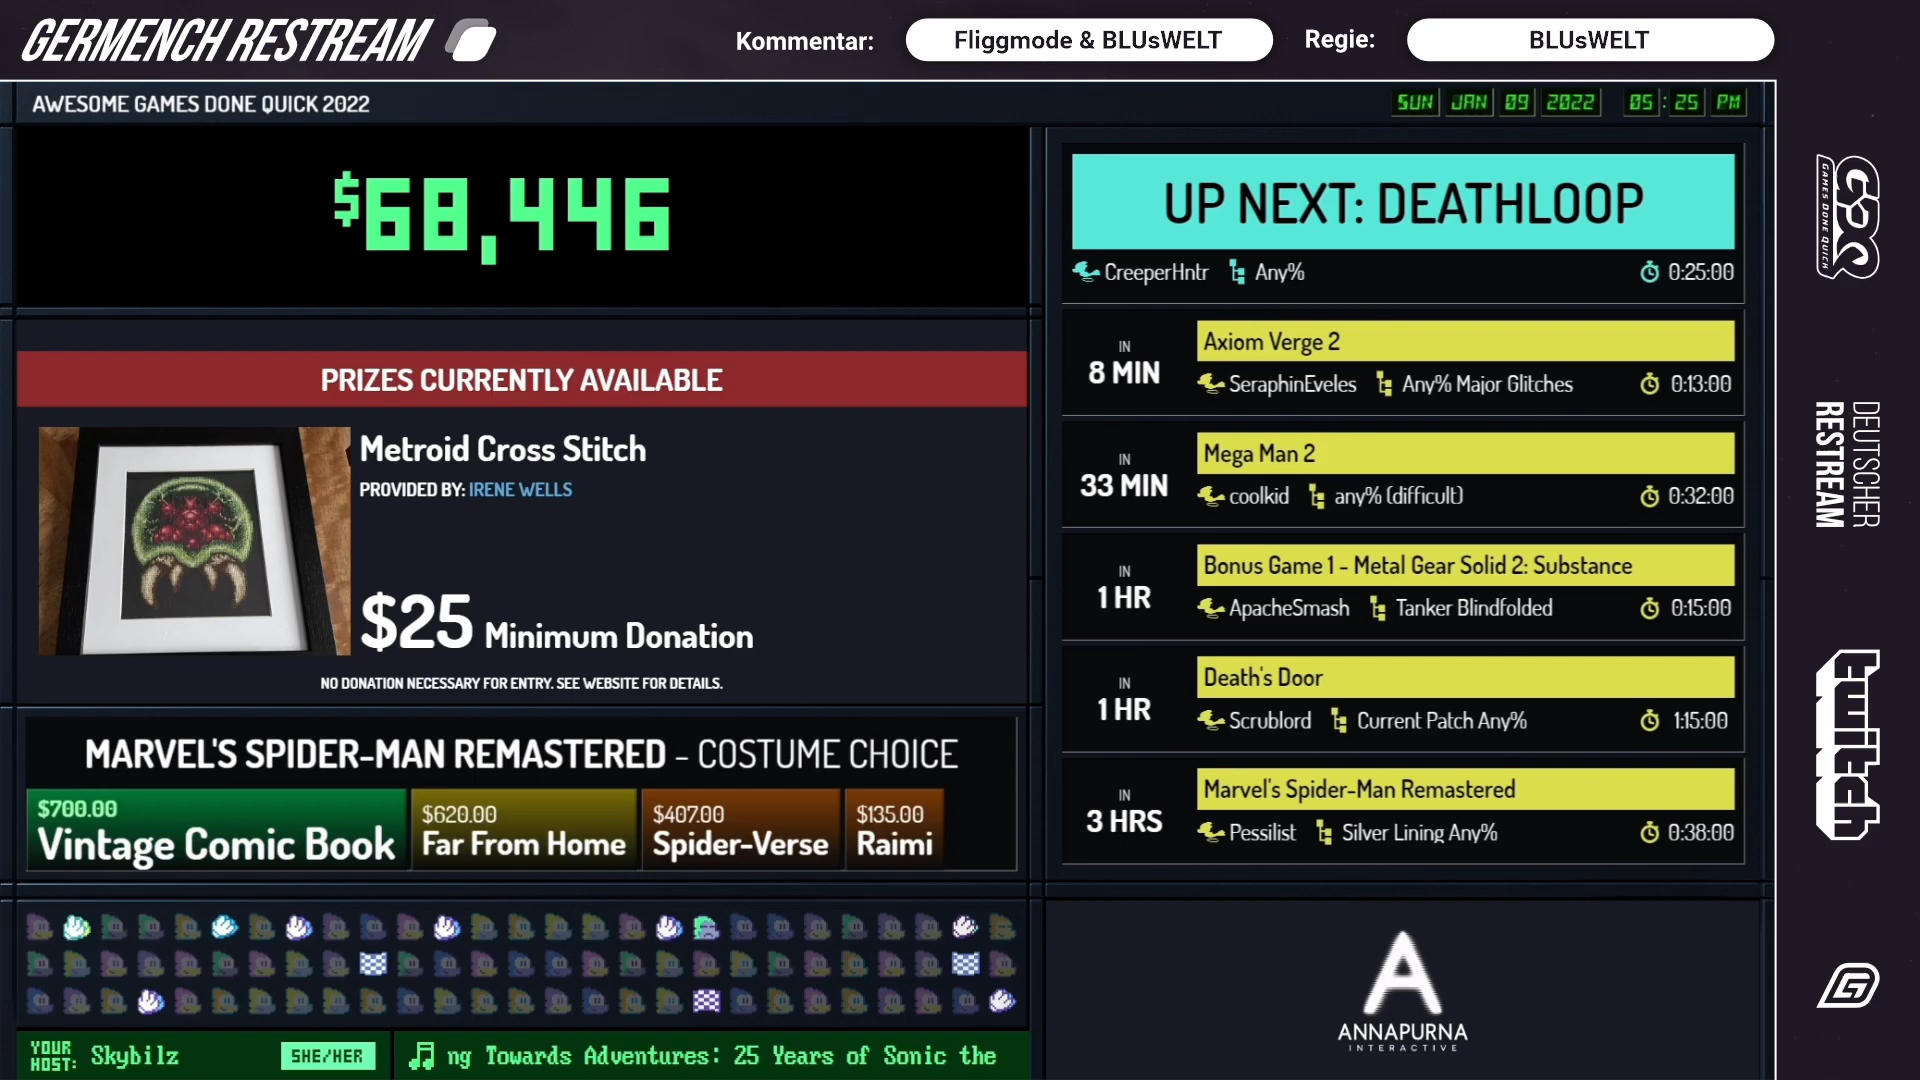 GERMENCH RESTREAM
Kommentar:
Fliggmode & BLUsWELT
Regie:
BLUsWELT
AWESOME GAMES DONE QUICK 2022
SUN JAN 09 2022 05:25 PM
$68,446
PRIZES CURRENTLY AVAILABLE
Metroid Cross Stitch
PROVIDED BY: IRENE WELLS
$25 Minimum Donation
NO DONATION NECESSARY FOR ENTRY. SEE WEBSITE FOR DETAILS.
MARVEL'S SPIDER-MAN REMASTERED - COSTUME CHOICE
$700.00
Vintage Comic Book
$620.00
Far From Home
$407.00
Spider-Verse
$135.00
Raimi
YOUR HOST: Skybilz
SHE/HER
ng Towards Adventures: 25 Years of Sonic the
UP NEXT: DEATHLOOP
CreeperHntr Any% 0:25:00
IN
8 MIN
Axiom Verge 2
SeraphinEveles Any% Major Glitches 0:13:00
IN
33 MIN
Mega Man 2
coolkid any% (difficult) 0:32:00
IN
1 HR
Bonus Game 1 - Metal Gear Solid 2: Substance
ApacheSmash Tanker Blindfolded 0:15:00
IN
1 HR
Death's Door
Scrublord Current Patch Any% 1:15:00
IN
3 HRS
Marvel's Spider-Man Remastered
Pessilist Silver Lining Any% 0:38:00
ANNAPURNA
INTERACTIVE
GDQ
GAMES DONE QUICK
DEUTSCHER
RESTREAM
twitch
G